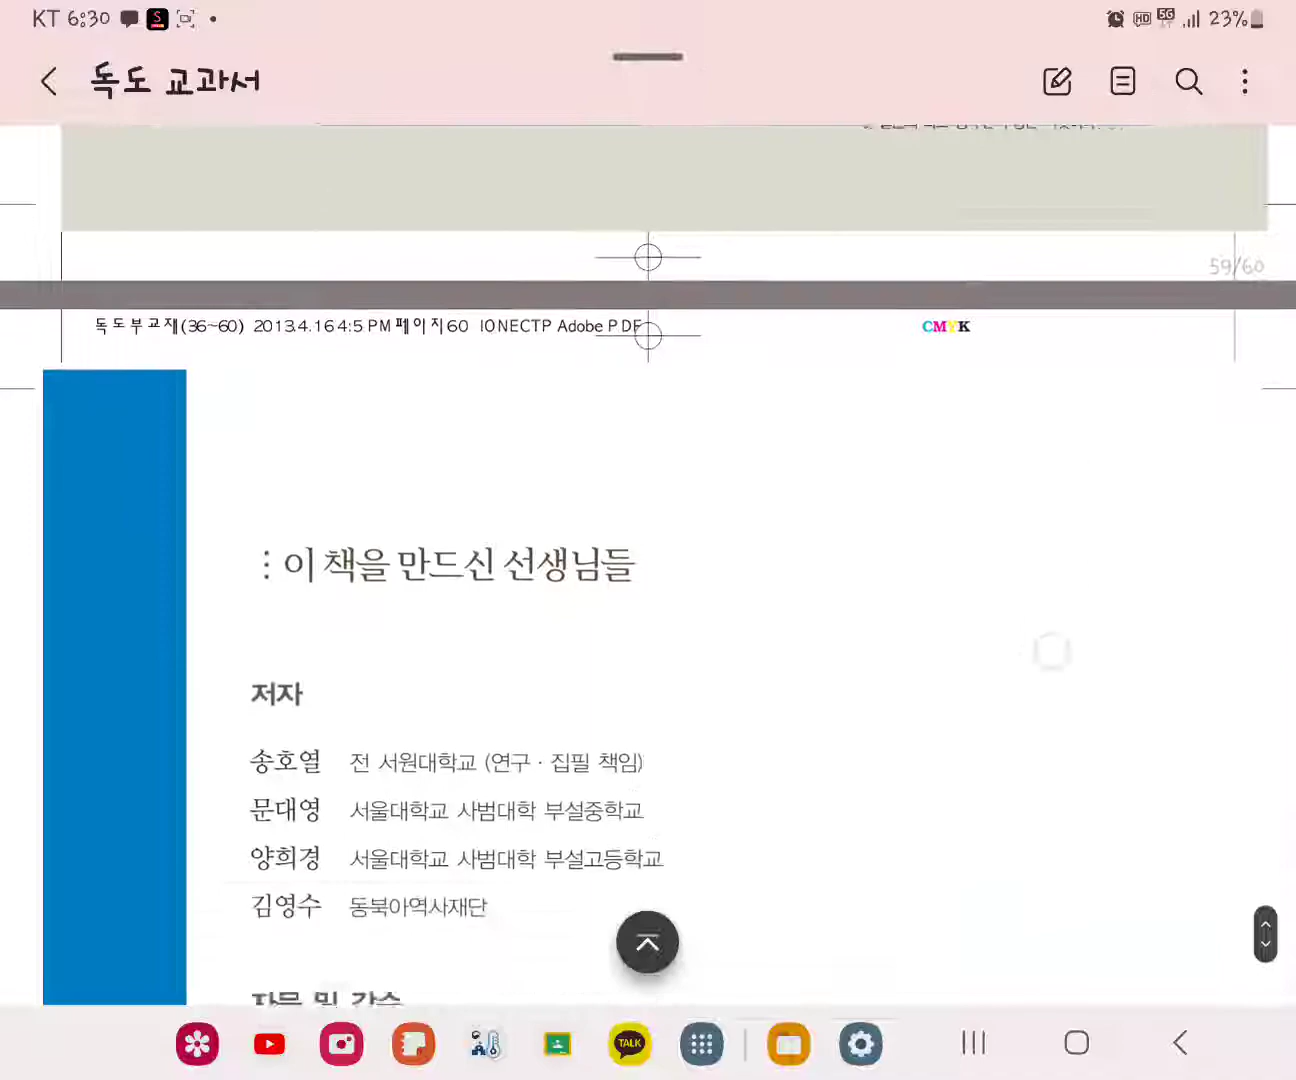 KT 6:30
23%
독도 교과서
59/60
독도부교재(36~60) 2013.4.16 4:5 PM 페이지60 IONECTP Adobe PDF
CMYK
이 책을 만드신 선생님들
저자
송호열 전 서원대학교 (연구 · 집필 책임)
문대영 서울대학교 사범대학 부설중학교
양희경 서울대학교 사범대학 부설고등학교
김영수 동북아역사재단
TALK